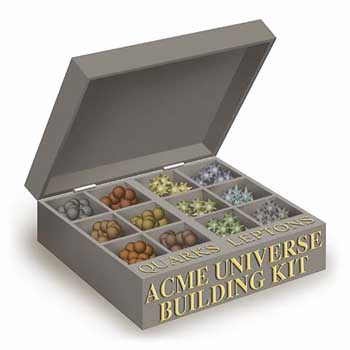 QUARKS LEPTONS
ACME UNIVERSE
BUILDING KIT